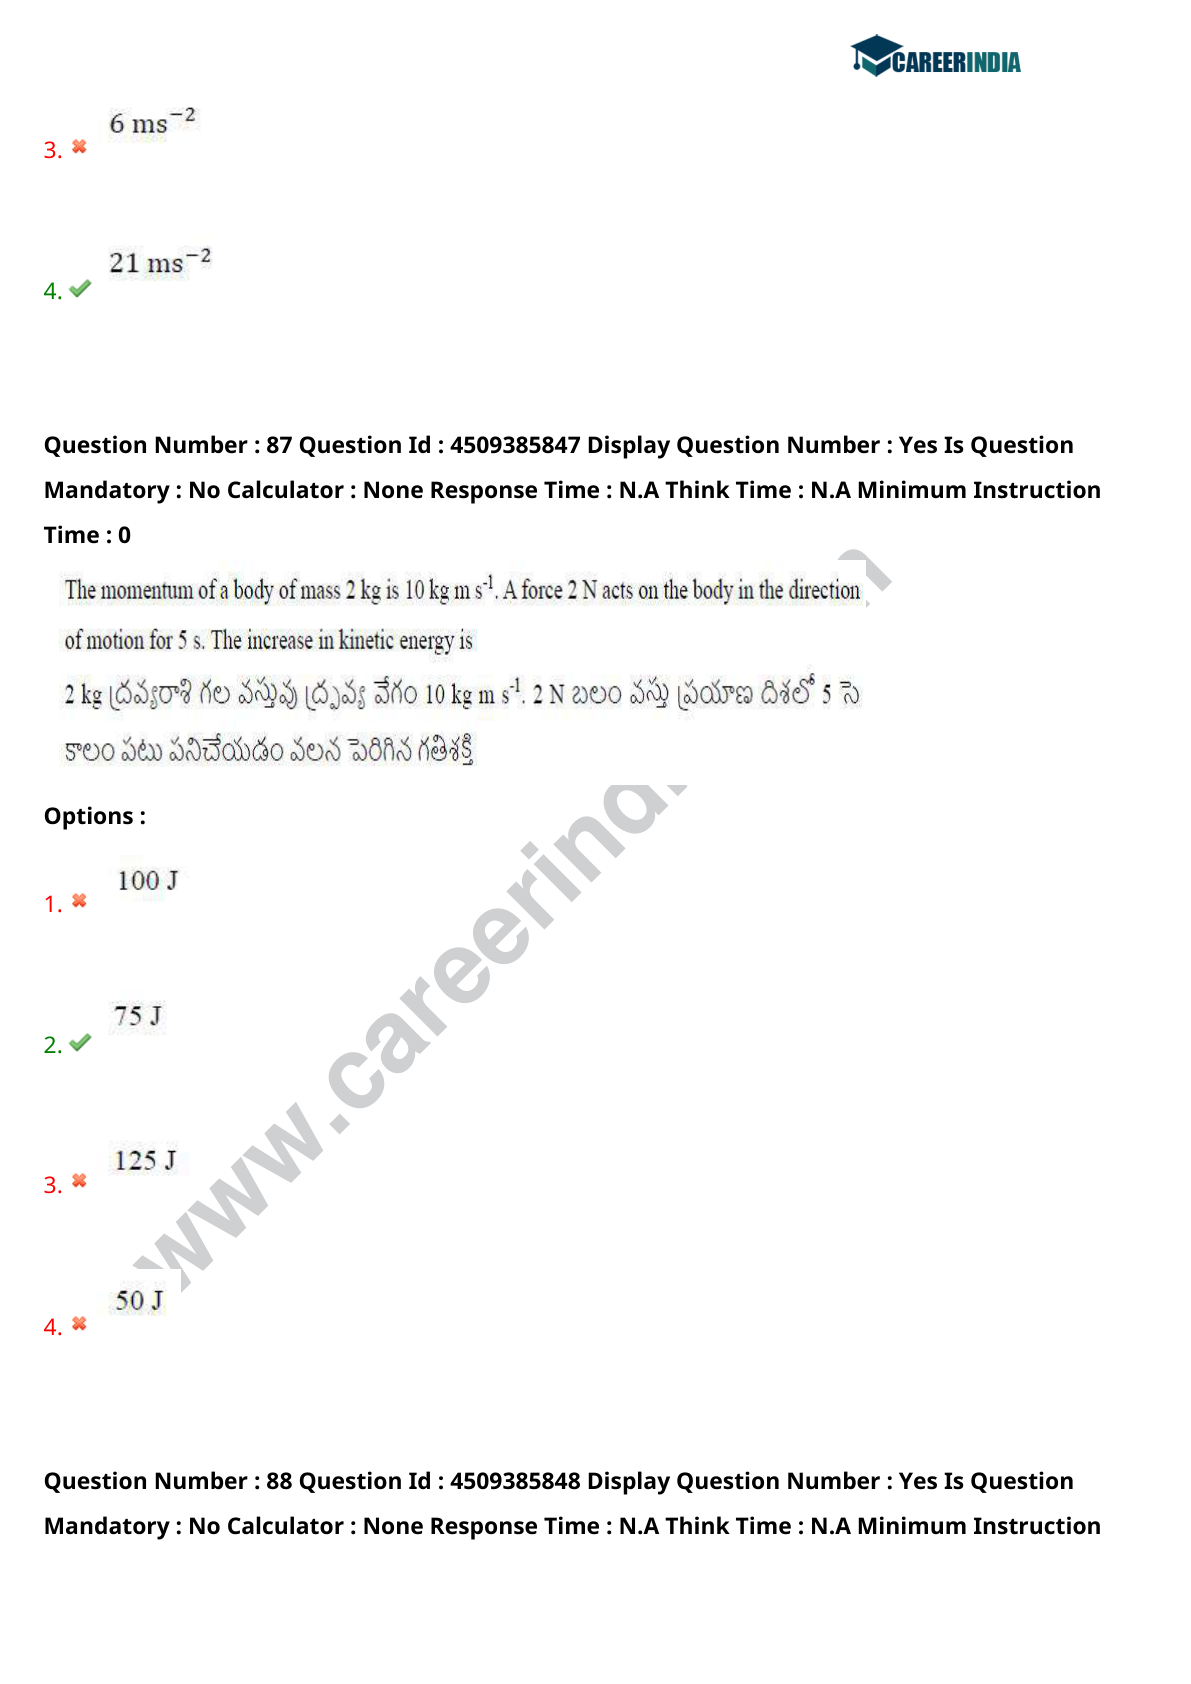 CAREERINDIA
6 ms⁻²
3.
21 ms⁻²
4.
Question Number : 87 Question Id : 4509385847 Display Question Number : Yes Is Question
Mandatory : No Calculator : None Response Time : N.A Think Time : N.A Minimum Instruction
Time : 0
The momentum of a body of mass 2 kg is 10 kg m s⁻¹. A force 2 N acts on the body in the direction
of motion for 5 s. The increase in kinetic energy is
2 kg ద్రవ్యరాశి గల వస్తువు ద్రవ్య వేగం 10 kg m s⁻¹. 2 N బలం వస్తు ప్రయాణ దిశలో 5 సె
కాలం పటు పనిచేయడం వలన పెరిగిన గతిశక్తి
Options :
100 J
1.
75 J
2.
125 J
3.
50 J
4.
www.careerind
Question Number : 88 Question Id : 4509385848 Display Question Number : Yes Is Question
Mandatory : No Calculator : None Response Time : N.A Think Time : N.A Minimum Instruction